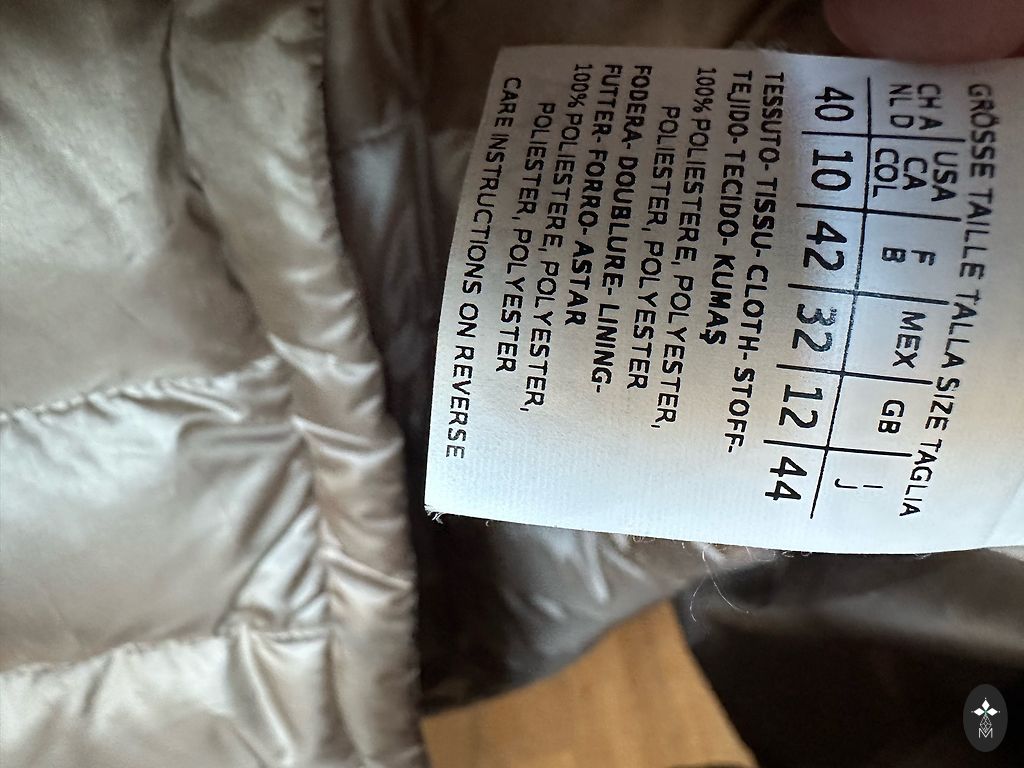 GRÖSSE TAILLE TALLA SIZE TAGLIA
CH A USA F MEX GB I
NL D CA B J
COL
40 10 42 32 12 44
TESSUTO- TISSU- CLOTH- STOFF-
TEJIDO- TECIDO- KUMAŞ
100% POLIESTERE, POLYESTER,
POLIESTER, POLYESTER
FODERA- DOUBLURE- LINING-
FUTTER- FORRO- ASTAR
100% POLIESTERE, POLYESTER,
POLIESTER, POLYESTER
CARE INSTRUCTIONS ON REVERSE
M